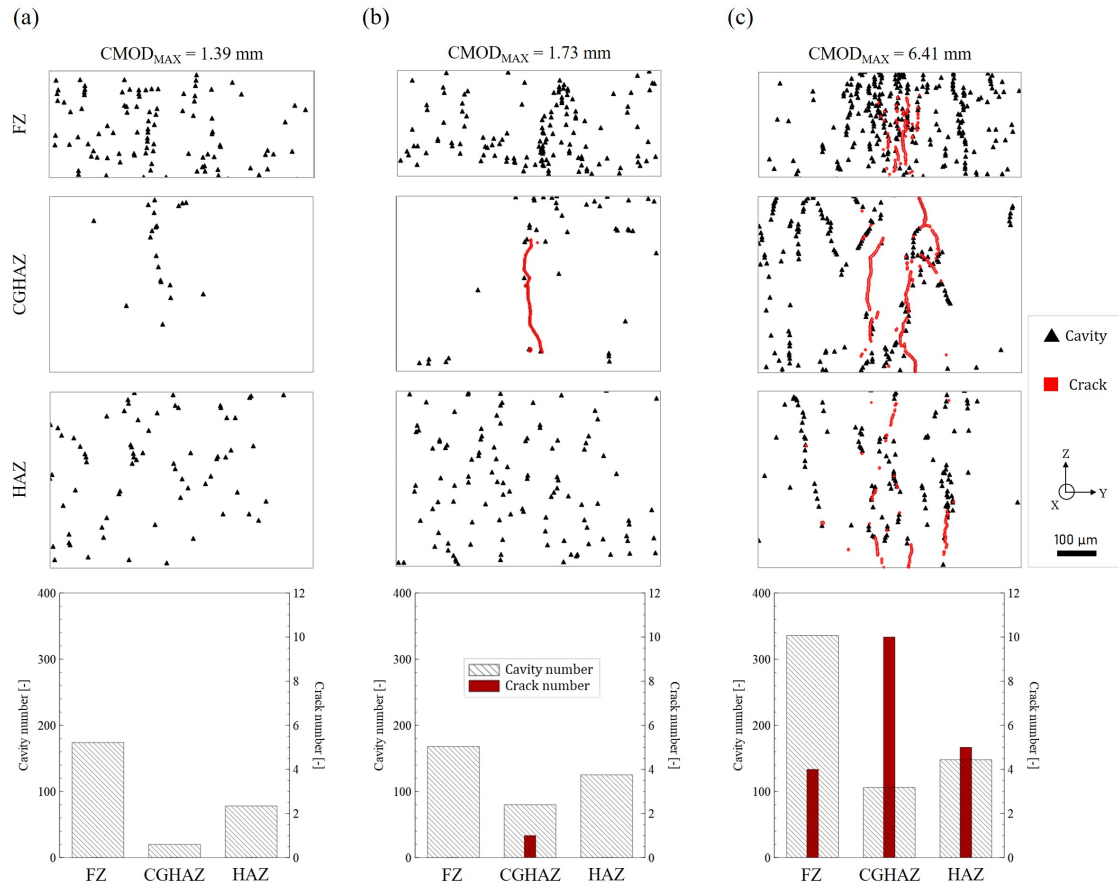 (a)
(b)
(c)
CMODMAX = 1.39 mm
CMODMAX = 1.73 mm
CMODMAX = 6.41 mm
FZ
CGHAZ
HAZ
Cavity
Crack
Z
Y
X
100 μm
400
300
200
100
0
Cavity number [-]
12
10
8
6
4
2
0
Crack number [-]
FZ CGHAZ HAZ
400
300
200
100
0
Cavity number [-]
Cavity number
Crack number
12
10
8
6
4
2
0
Crack number [-]
FZ CGHAZ HAZ
400
300
200
100
0
Cavity number [-]
12
10
8
6
4
2
0
Crack number [-]
FZ CGHAZ HAZ